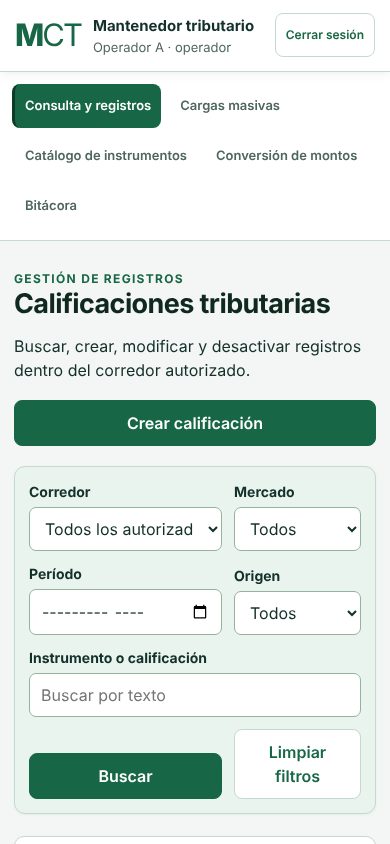 MCT
Mantenedor tributario
Operador A · operador
Cerrar sesión
Consulta y registros
Cargas masivas
Catálogo de instrumentos
Conversión de montos
Bitácora
GESTIÓN DE REGISTROS
Calificaciones tributarias
Buscar, crear, modificar y desactivar registros
dentro del corredor autorizado.
Crear calificación
Corredor
Mercado
Todos los autorizad
Todos
Período
Origen
--------- ----
Todos
Instrumento o calificación
Buscar por texto
Buscar
Limpiar
filtros